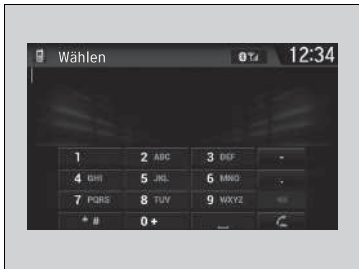 Wählen 12:34
1 2 ABC 3 DEF -
4 GHI 5 JKL 6 MNO .
7 PQRS 8 TUV 9 WXYZ
* # 0 + _